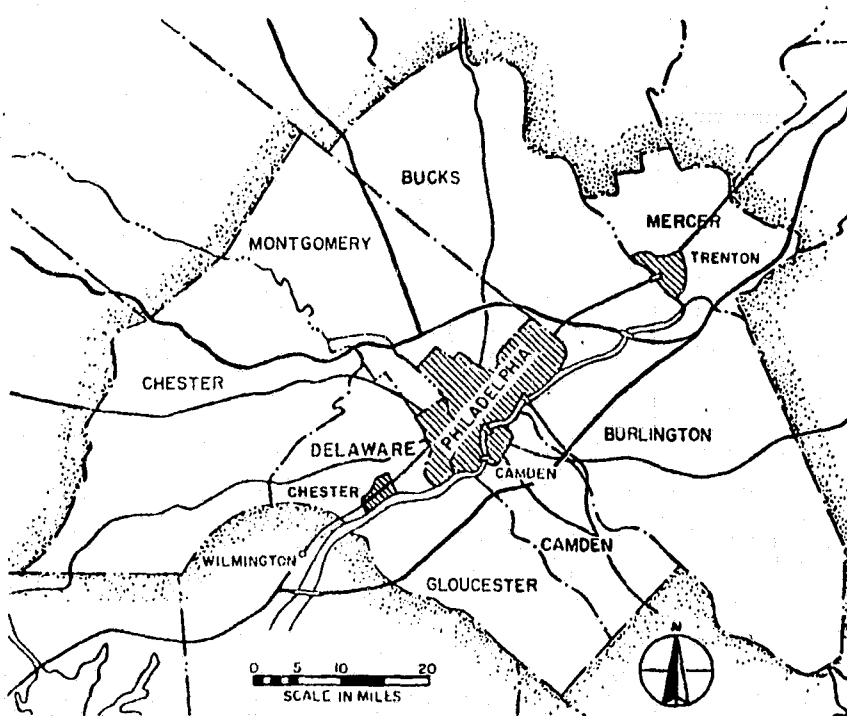 BUCKS
MERCER
MONTGOMERY
TRENTON
CHESTER
PHILADELPHIA
BURLINGTON
DELAWARE
CAMDEN
CHESTER
CAMDEN
WILMINGTON
GLOUCESTER
N
0 5 10 20
SCALE IN MILES